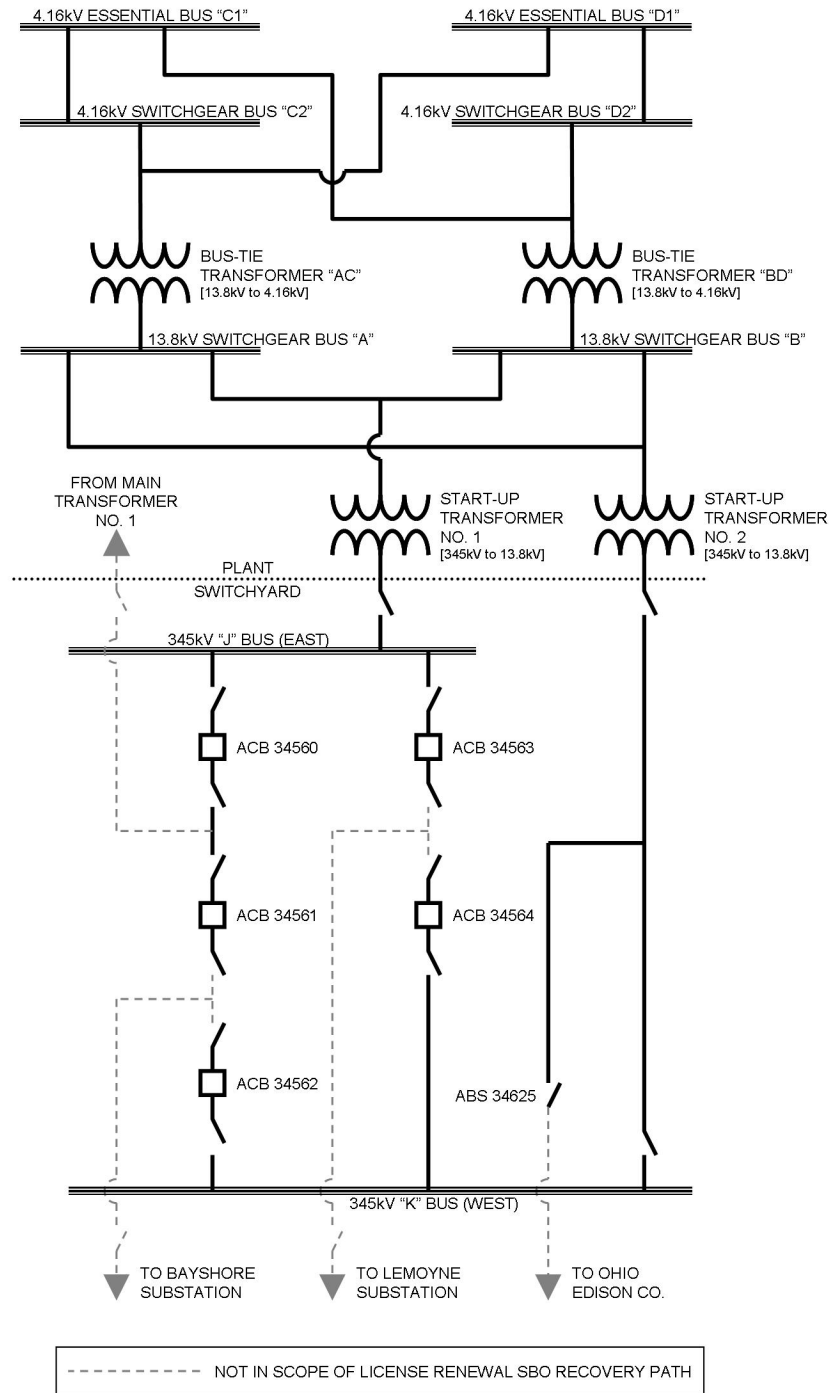 4.16kV ESSENTIAL BUS “C1”
4.16kV ESSENTIAL BUS “D1”
4.16kV SWITCHGEAR BUS “C2”
4.16kV SWITCHGEAR BUS “D2”
BUS-TIE
TRANSFORMER “AC”
[13.8kV to 4.16kV]
BUS-TIE
TRANSFORMER “BD”
[13.8kV to 4.16kV]
13.8kV SWITCHGEAR BUS “A”
13.8kV SWITCHGEAR BUS “B”
FROM MAIN
TRANSFORMER
NO. 1
START-UP
TRANSFORMER
NO. 1
[345kV to 13.8kV]
START-UP
TRANSFORMER
NO. 2
[345kV to 13.8kV]
PLANT
SWITCHYARD
345kV “J” BUS (EAST)
ACB 34560
ACB 34563
ACB 34561
ACB 34564
ACB 34562
ABS 34625
345kV “K” BUS (WEST)
TO BAYSHORE
SUBSTATION
TO LEMOYNE
SUBSTATION
TO OHIO
EDISON CO.
NOT IN SCOPE OF LICENSE RENEWAL SBO RECOVERY PATH